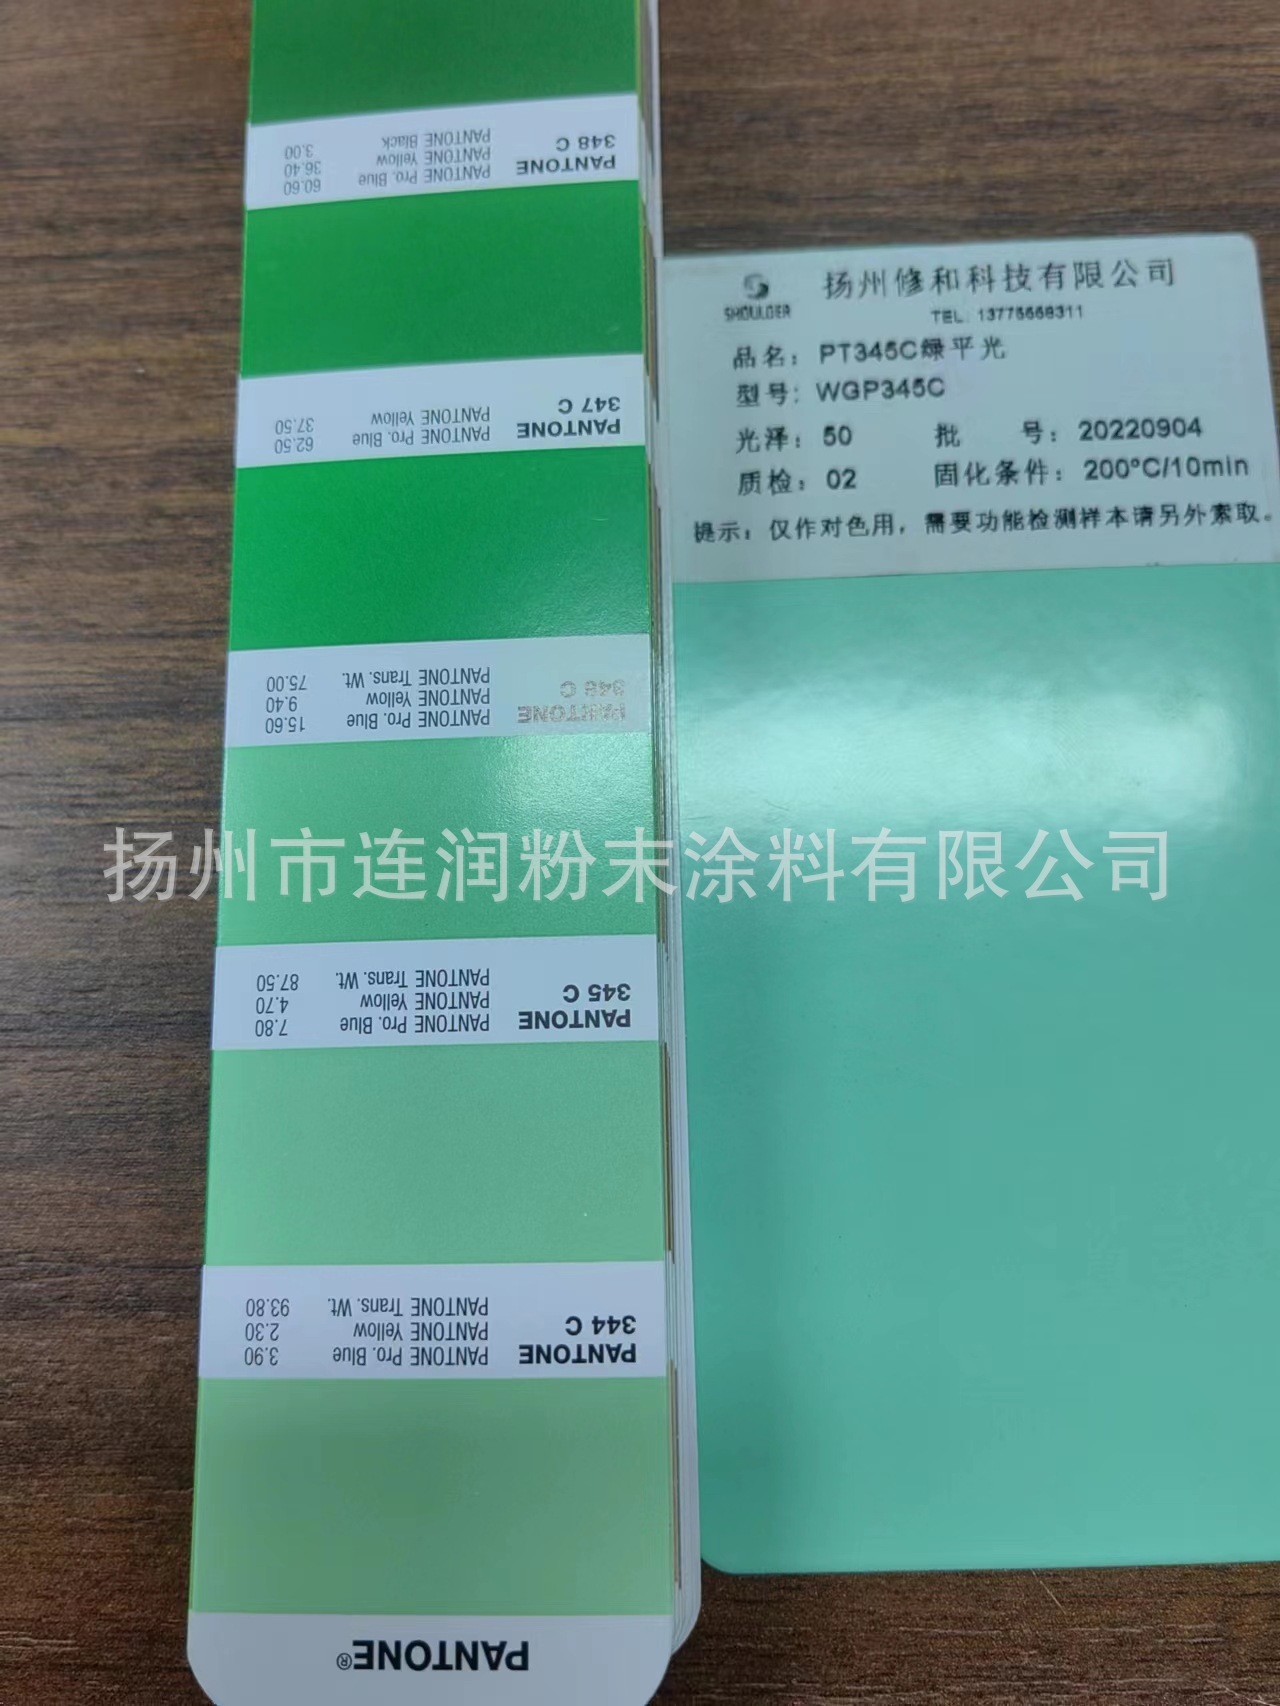 PANTONE
348 C
PANTONE Pro. Blue 60.60
PANTONE Yellow 36.40
PANTONE Black 3.00
PANTONE
347 C
PANTONE Pro. Blue 62.50
PANTONE Yellow 37.50
PANTONE
346 C
PANTONE Pro. Blue 15.60
PANTONE Yellow 9.40
PANTONE Trans. Wt. 75.00
PANTONE
345 C
PANTONE Pro. Blue 7.80
PANTONE Yellow 4.70
PANTONE Trans. Wt. 87.50
PANTONE
344 C
PANTONE Pro. Blue 3.90
PANTONE Yellow 2.30
PANTONE Trans. Wt. 93.80
PANTONE®
SHOULDER
扬州修和科技有限公司
TEL:
品名：PT345C绿平光
型号：WGP345C
光泽：50 批 号：20220904
质检：02 固化条件：200°C/10min
提示：仅作对色用，需要功能检测样本请另外索取。
扬州市连润粉末涂料有限公司